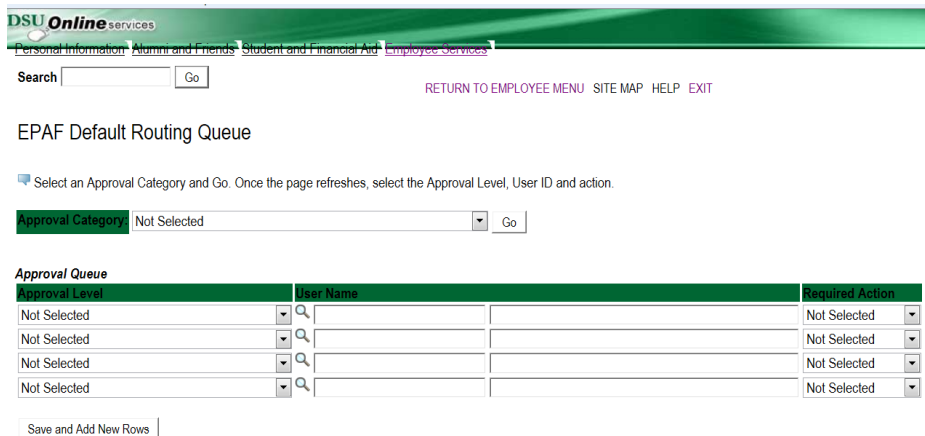 DSU Online services
Personal Information Alumni and Friends Student and Financial Aid Employee Services
Search Go
RETURN TO EMPLOYEE MENU SITE MAP HELP EXIT
EPAF Default Routing Queue
Select an Approval Category and Go. Once the page refreshes, select the Approval Level, User ID and action.
Approval Category: Not Selected Go
Approval Queue
Approval Level User Name Required Action
Not Selected Not Selected
Not Selected Not Selected
Not Selected Not Selected
Not Selected Not Selected
Save and Add New Rows